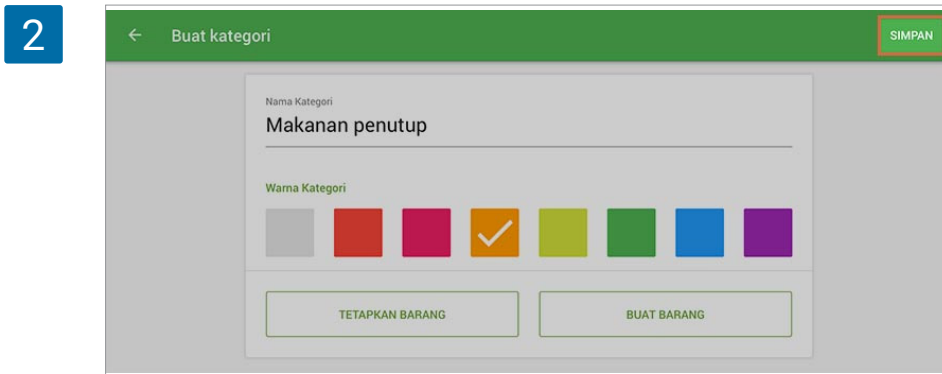 2
Buat kategori
SIMPAN
Nama Kategori
Makanan penutup
Warna Kategori
TETAPKAN BARANG
BUAT BARANG